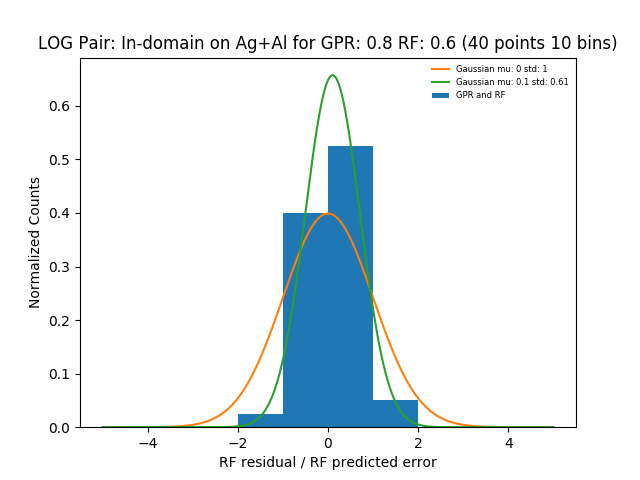 LOG Pair: In-domain on Ag+Al for GPR: 0.8 RF: 0.6 (40 points 10 bins)
Gaussian mu: 0 std: 1
Gaussian mu: 0.1 std: 0.61
GPR and RF
Normalized Counts
0.6
0.5
0.4
0.3
0.2
0.1
0.0
−4 −2 0 2 4
RF residual / RF predicted error